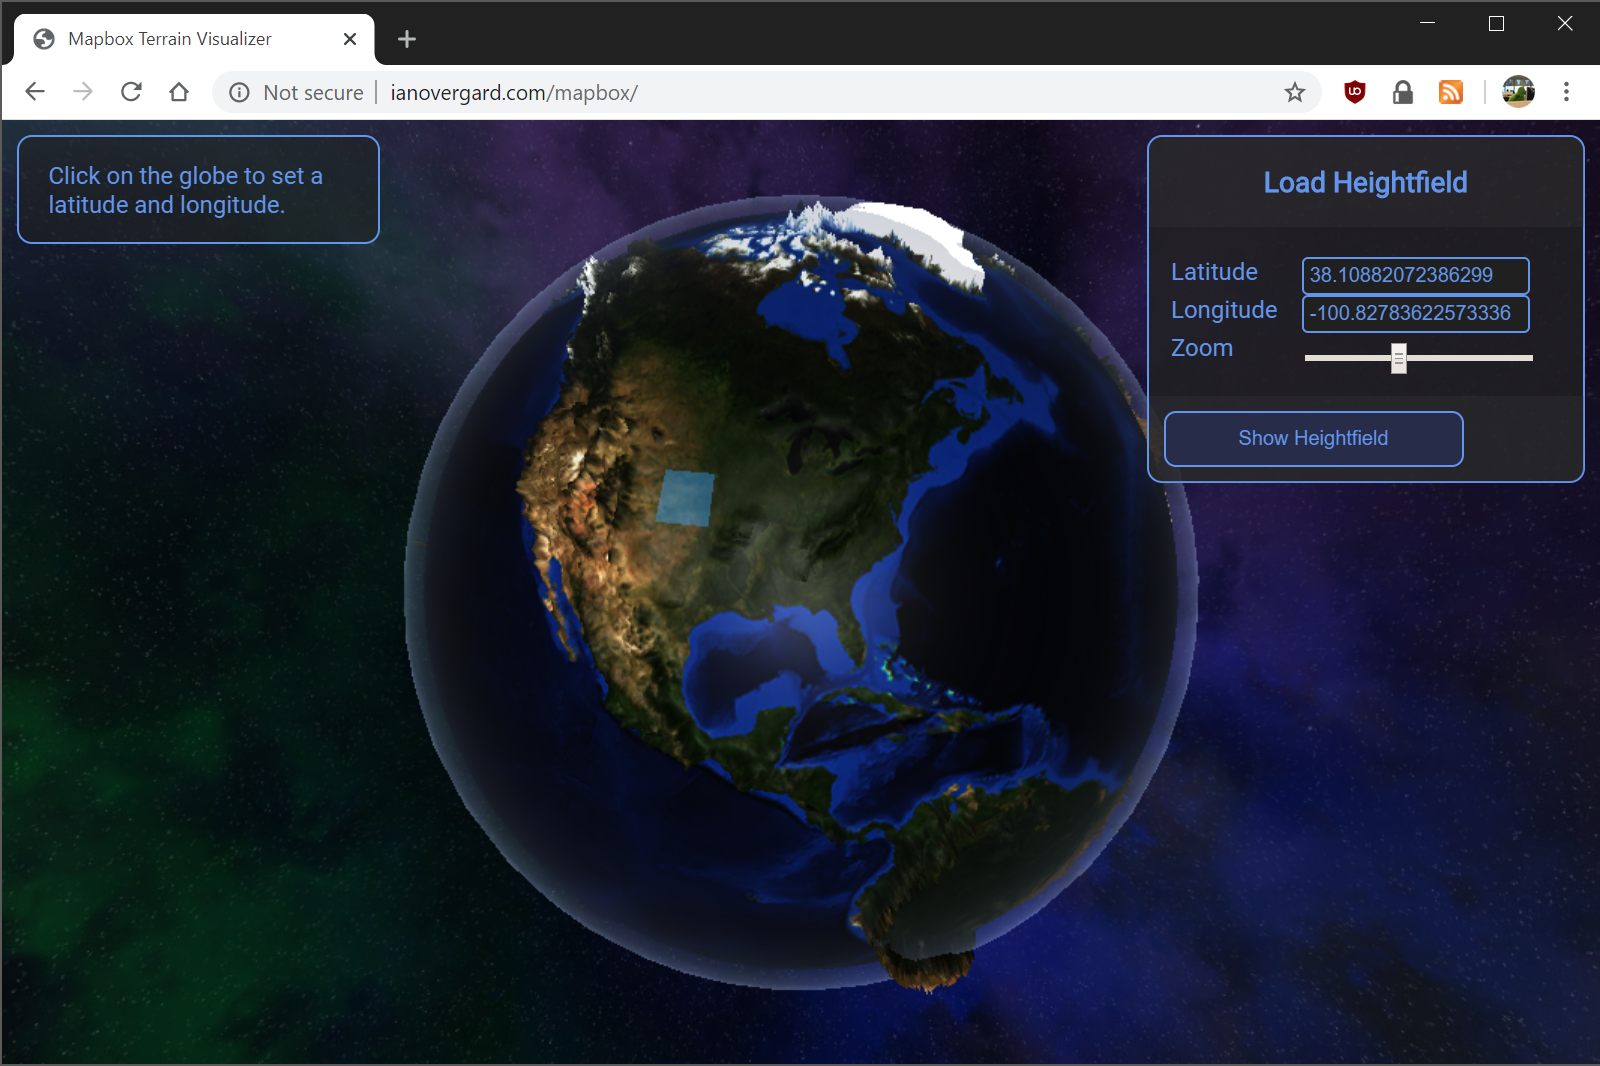 Mapbox Terrain Visualizer
Not secure
ianovergard.com/mapbox/
Click on the globe to set a
latitude and longitude.
Load Heightfield
Latitude
38.10882072386299
Longitude
-100.82783622573336
Zoom
Show Heightfield